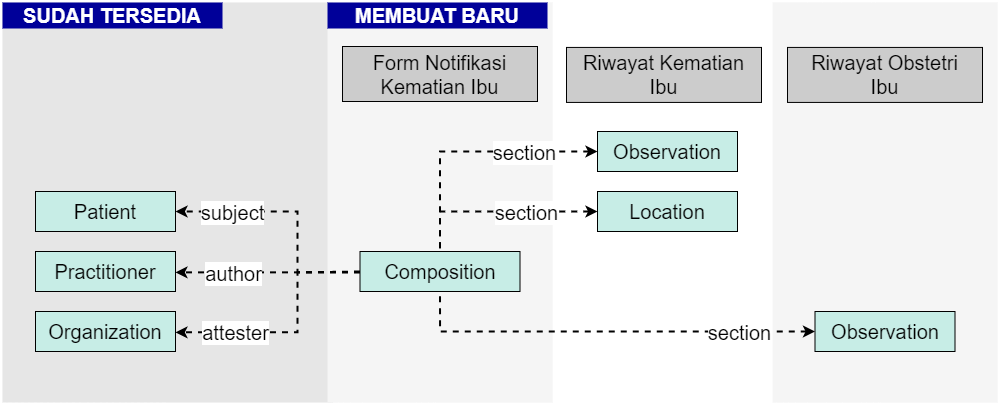 SUDAH TERSEDIA
MEMBUAT BARU
Form Notifikasi
Kematian Ibu
Riwayat Kematian
Ibu
Riwayat Obstetri
Ibu
section
Observation
Patient
subject
section
Location
Practitioner
author
Composition
Organization
attester
section
Observation